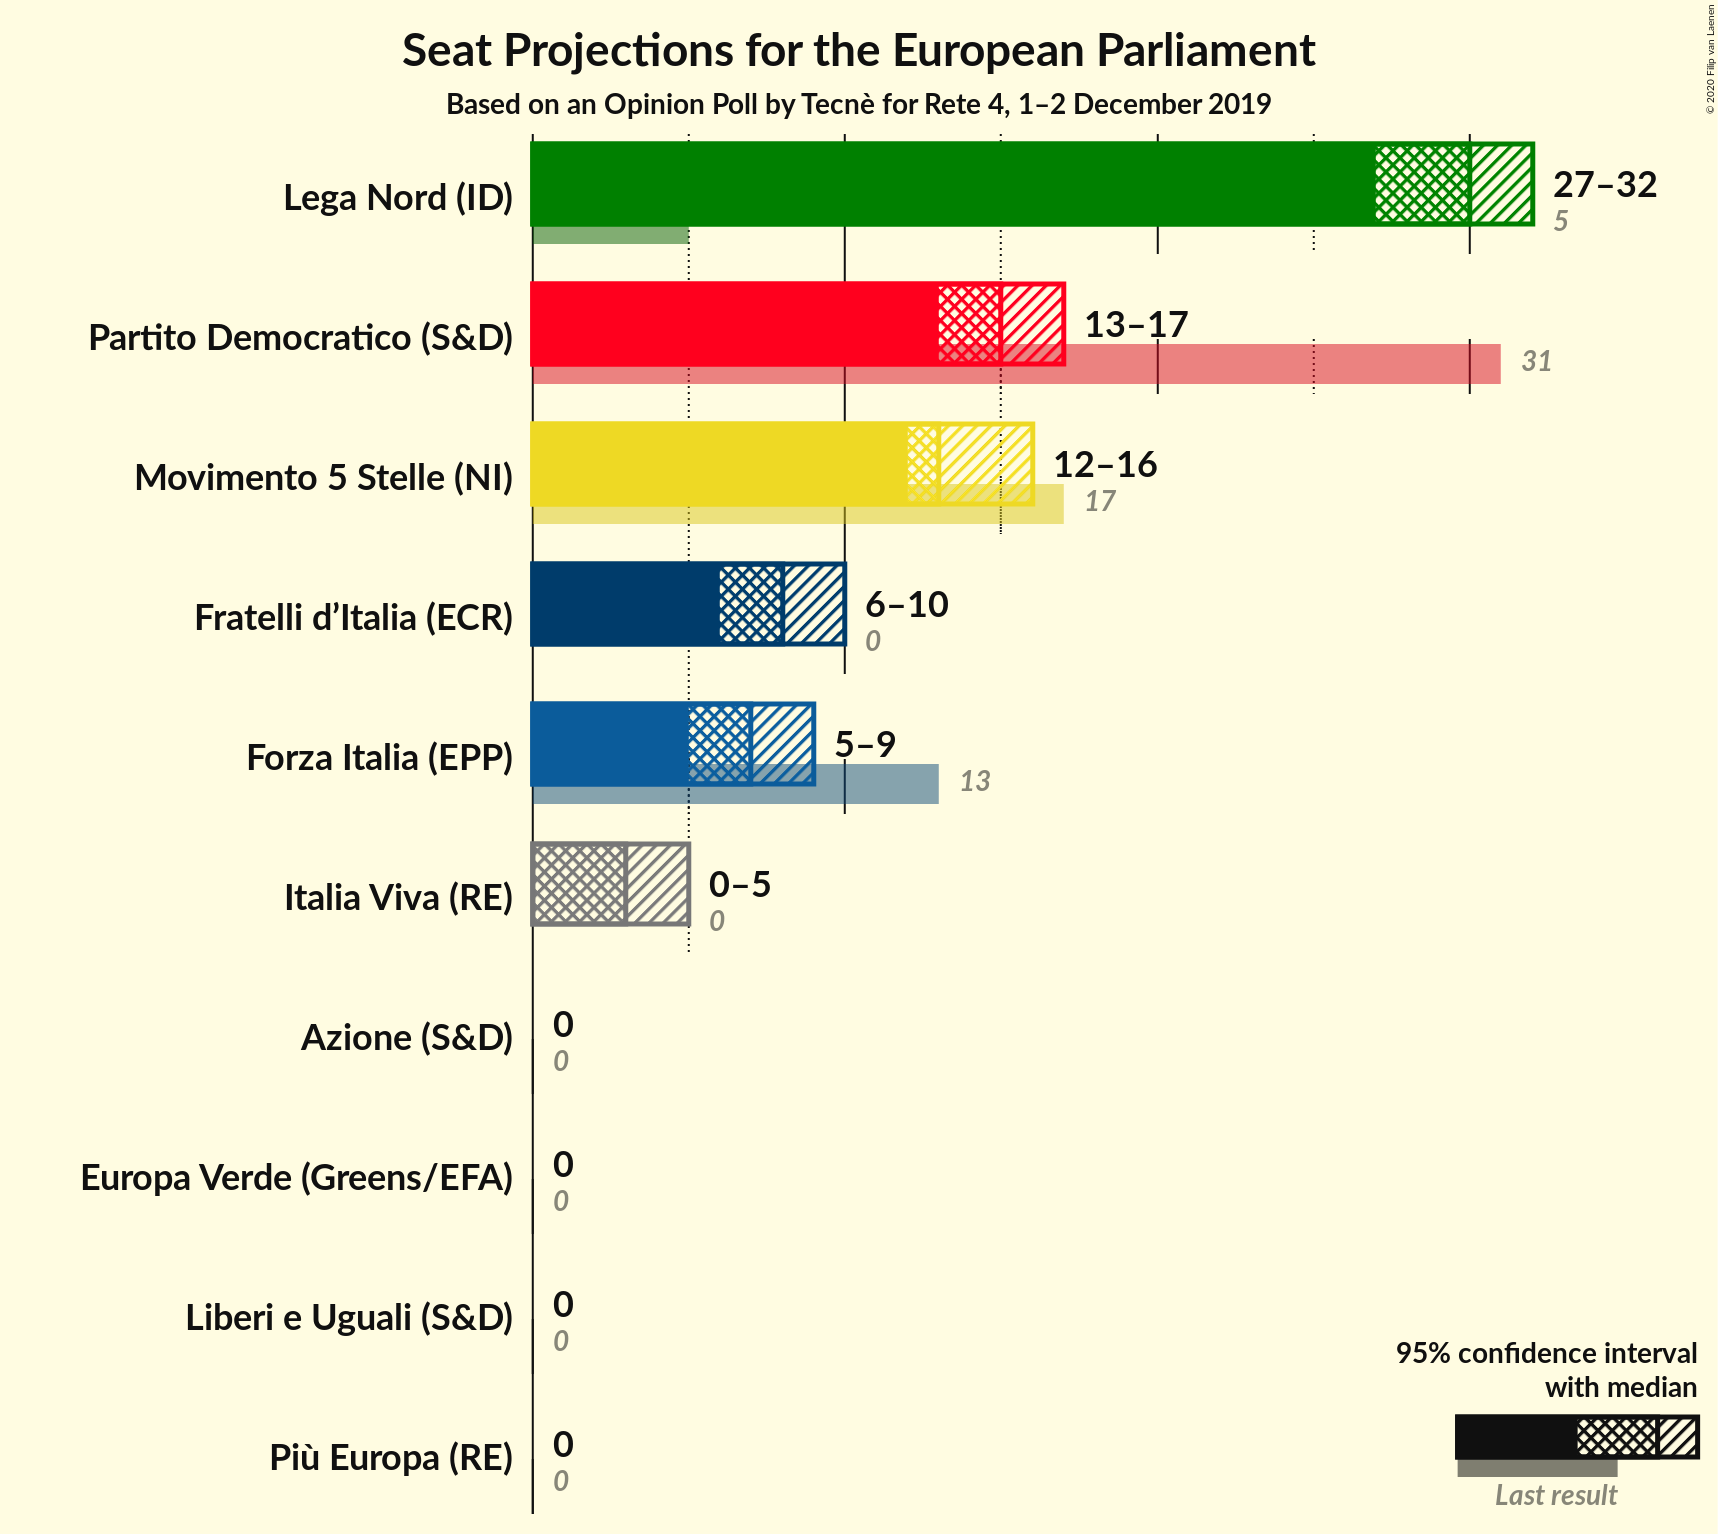 Seat Projections for the European Parliament
Based on an Opinion Poll by Tecnè for Rete 4, 1–2 December 2019
© 2020 Filip van Laenen
Lega Nord (ID)
27–32
5
Partito Democratico (S&D)
13–17
31
Movimento 5 Stelle (NI)
12–16
17
Fratelli d’Italia (ECR)
6–10
0
Forza Italia (EPP)
5–9
13
Italia Viva (RE)
0–5
0
Azione (S&D)
0
0
Europa Verde (Greens/EFA)
0
0
Liberi e Uguali (S&D)
0
0
Più Europa (RE)
0
0
95% confidence interval
with median
Last result